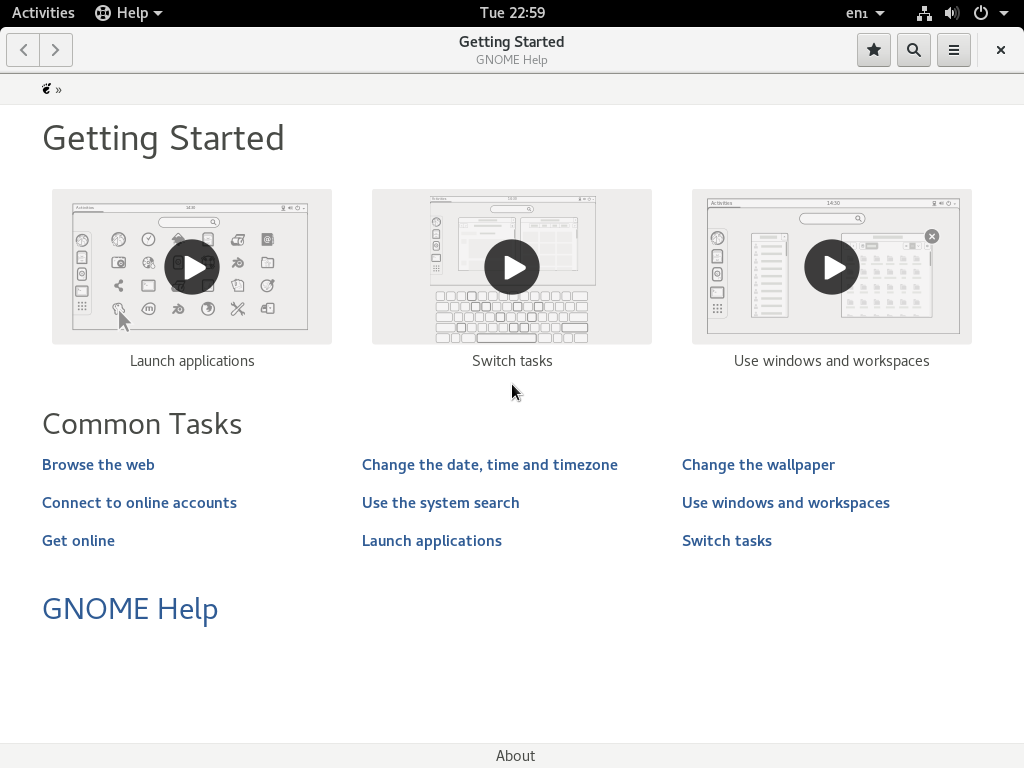 Activities Help Tue 22:59 en₁
Getting Started
GNOME Help
»
Getting Started
Activities 14:30
Activities 14:30
Launch applications Switch tasks Use windows and workspaces
Common Tasks
Browse the web Change the date, time and timezone Change the wallpaper
Connect to online accounts Use the system search Use windows and workspaces
Get online Launch applications Switch tasks
GNOME Help
About